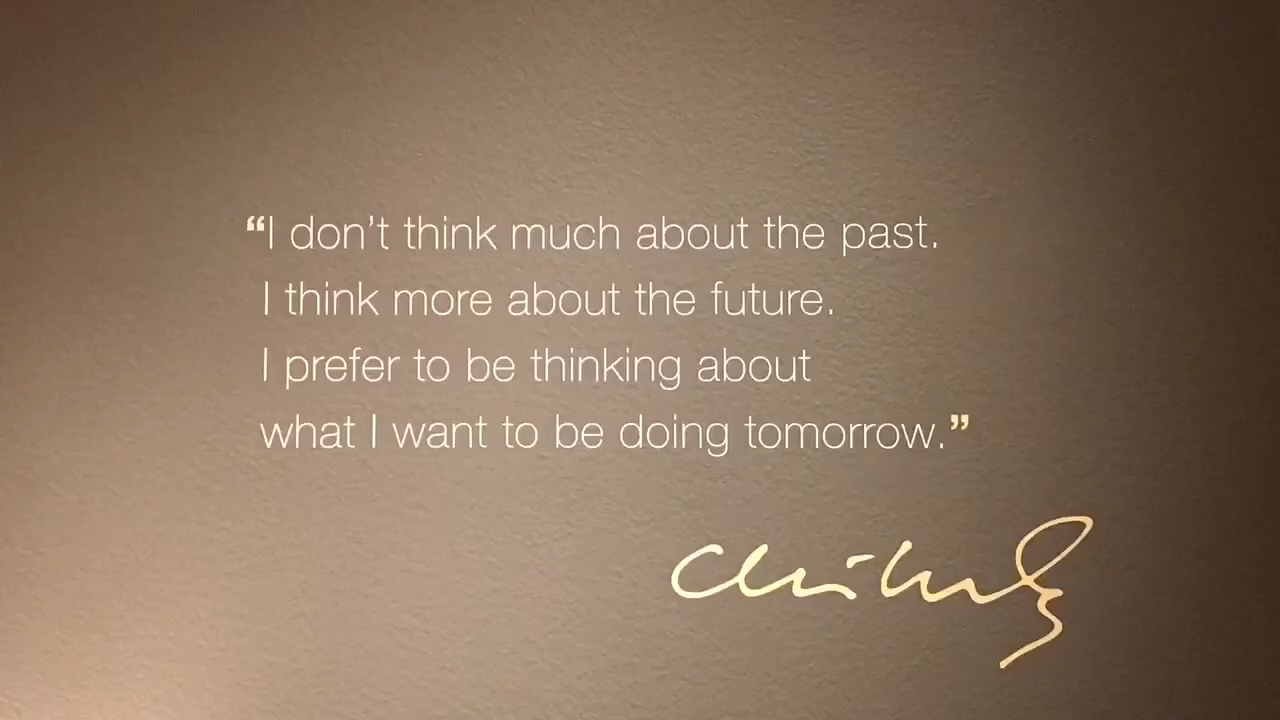 “I don’t think much about the past.
I think more about the future.
I prefer to be thinking about
what I want to be doing tomorrow.”
Chihuly